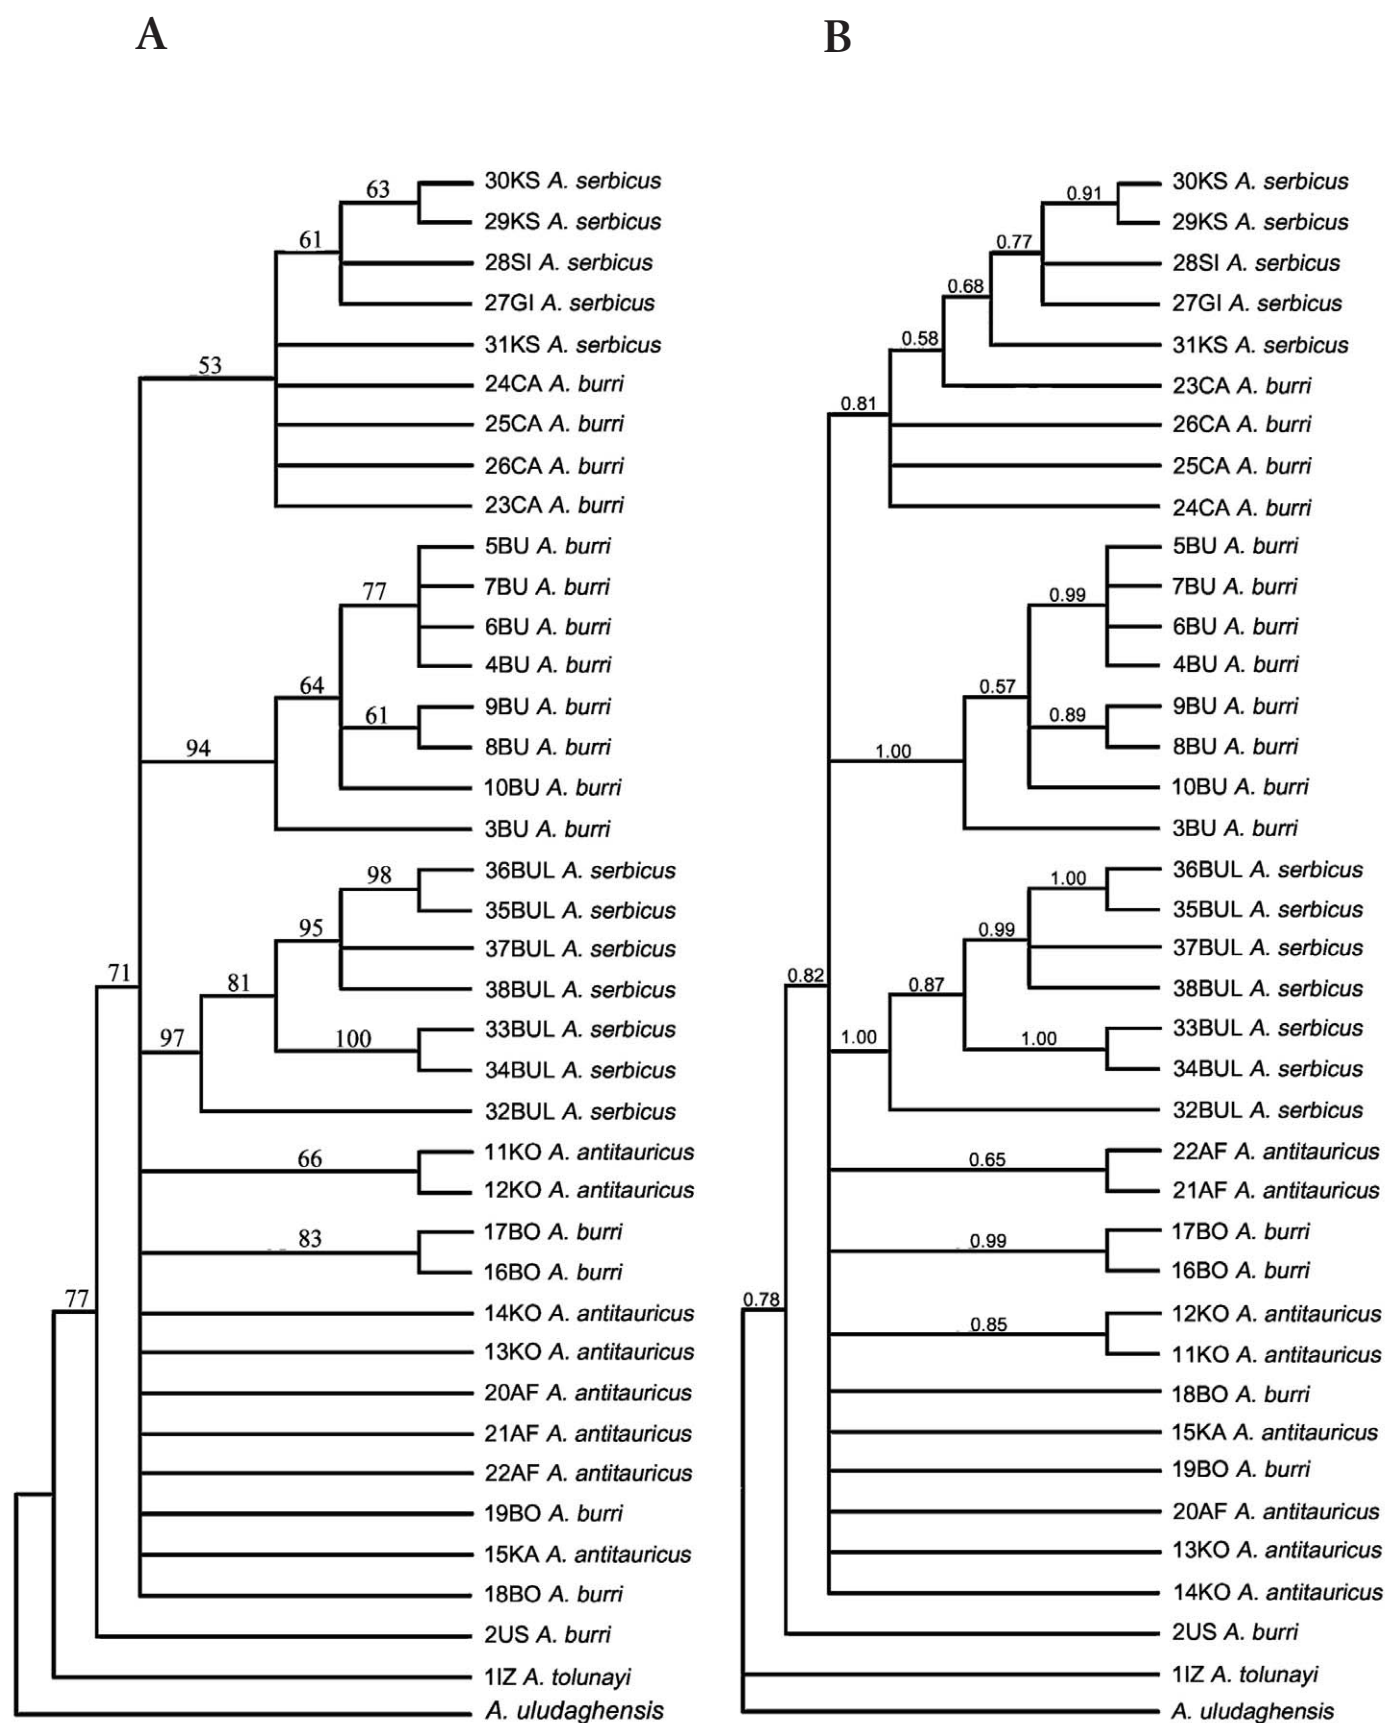 A
63
30KS A. serbicus
29KS A. serbicus
61
28SI A. serbicus
27GI A. serbicus
31KS A. serbicus
53
24CA A. burri
25CA A. burri
26CA A. burri
23CA A. burri
5BU A. burri
77
7BU A. burri
6BU A. burri
4BU A. burri
64
9BU A. burri
61
8BU A. burri
94
10BU A. burri
3BU A. burri
98
36BUL A. serbicus
35BUL A. serbicus
95
37BUL A. serbicus
71
81
38BUL A. serbicus
97
100
33BUL A. serbicus
34BUL A. serbicus
32BUL A. serbicus
66
11KO A. antitauricus
12KO A. antitauricus
83
17BO A. burri
16BO A. burri
77
14KO A. antitauricus
13KO A. antitauricus
20AF A. antitauricus
21AF A. antitauricus
22AF A. antitauricus
19BO A. burri
15KA A. antitauricus
18BO A. burri
2US A. burri
1IZ A. tolunayi
A. uludaghensis
B
0.91
30KS A. serbicus
29KS A. serbicus
0.77
28SI A. serbicus
0.68
27GI A. serbicus
0.58
31KS A. serbicus
23CA A. burri
0.81
26CA A. burri
25CA A. burri
24CA A. burri
5BU A. burri
0.99
7BU A. burri
6BU A. burri
4BU A. burri
0.57
9BU A. burri
0.89
8BU A. burri
1.00
10BU A. burri
3BU A. burri
1.00
36BUL A. serbicus
35BUL A. serbicus
0.99
37BUL A. serbicus
0.82
0.87
38BUL A. serbicus
1.00
1.00
33BUL A. serbicus
34BUL A. serbicus
32BUL A. serbicus
0.65
22AF A. antitauricus
21AF A. antitauricus
0.99
17BO A. burri
16BO A. burri
0.78
0.85
12KO A. antitauricus
11KO A. antitauricus
18BO A. burri
15KA A. antitauricus
19BO A. burri
20AF A. antitauricus
13KO A. antitauricus
14KO A. antitauricus
2US A. burri
1IZ A. tolunayi
A. uludaghensis